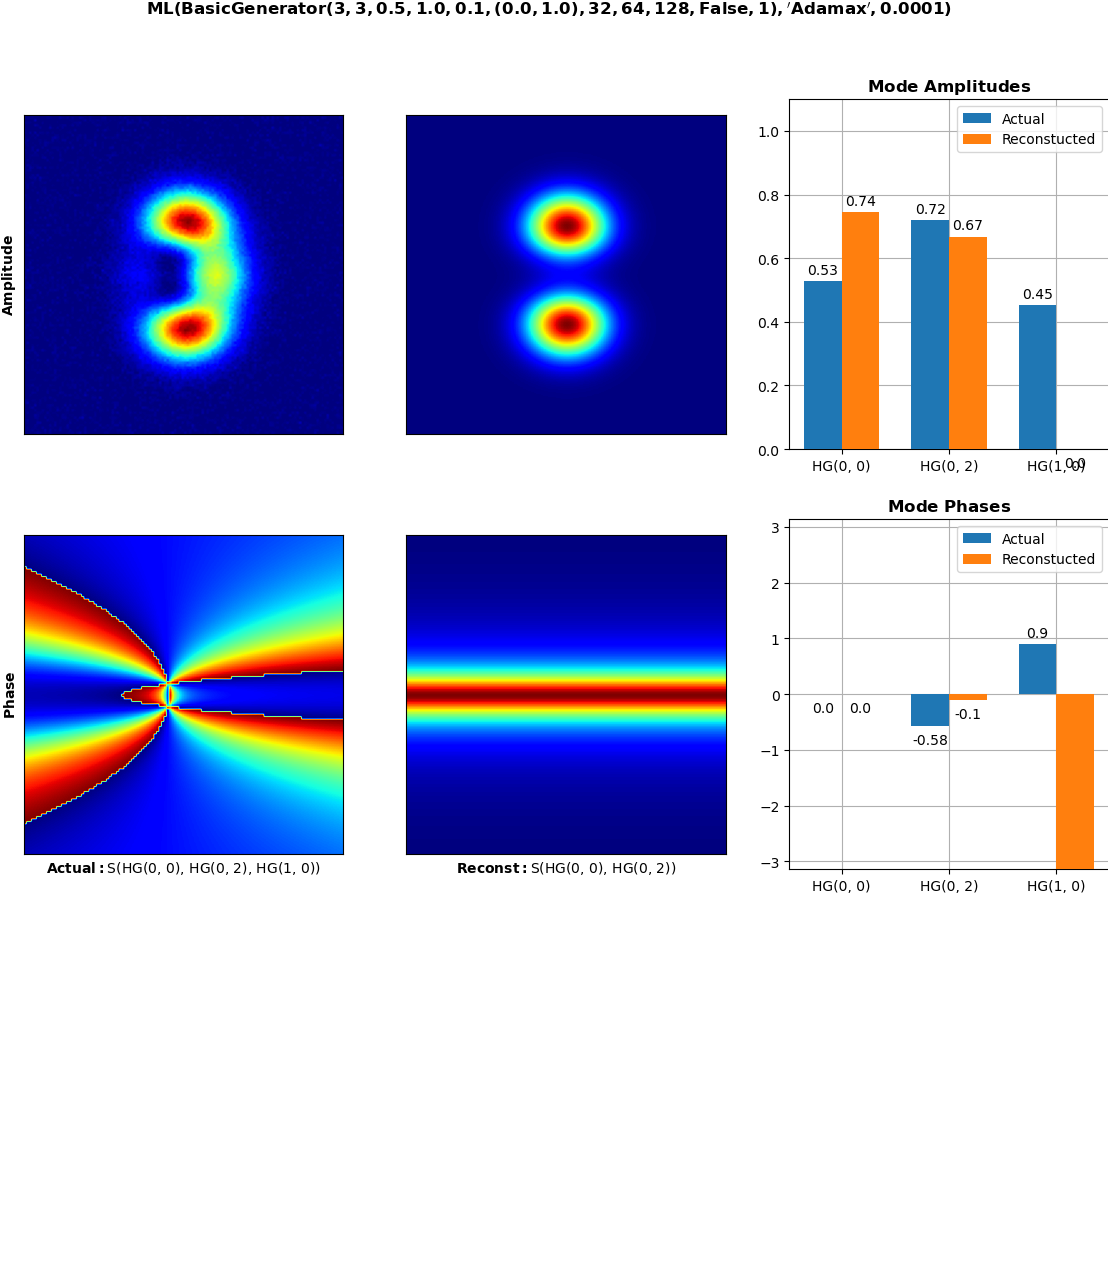 ML(BasicGenerator(3, 3, 0.5, 1.0, 0.1, (0.0, 1.0), 32, 64, 128, False, 1), 'Adamax', 0.0001)
Amplitude
Mode Amplitudes
Actual
Reconstucted
1.0
0.8
0.6
0.4
0.2
0.0
0.53
0.74
0.72
0.67
0.45
0.0
HG(0, 0)
HG(0, 2)
HG(1, 0)
Phase
Actual: S(HG(0, 0), HG(0, 2), HG(1, 0))
Reconst: S(HG(0, 0), HG(0, 2))
Mode Phases
Actual
Reconstucted
3
2
1
0
−1
−2
−3
0.0
0.0
-0.58
-0.1
0.9
HG(0, 0)
HG(0, 2)
HG(1, 0)